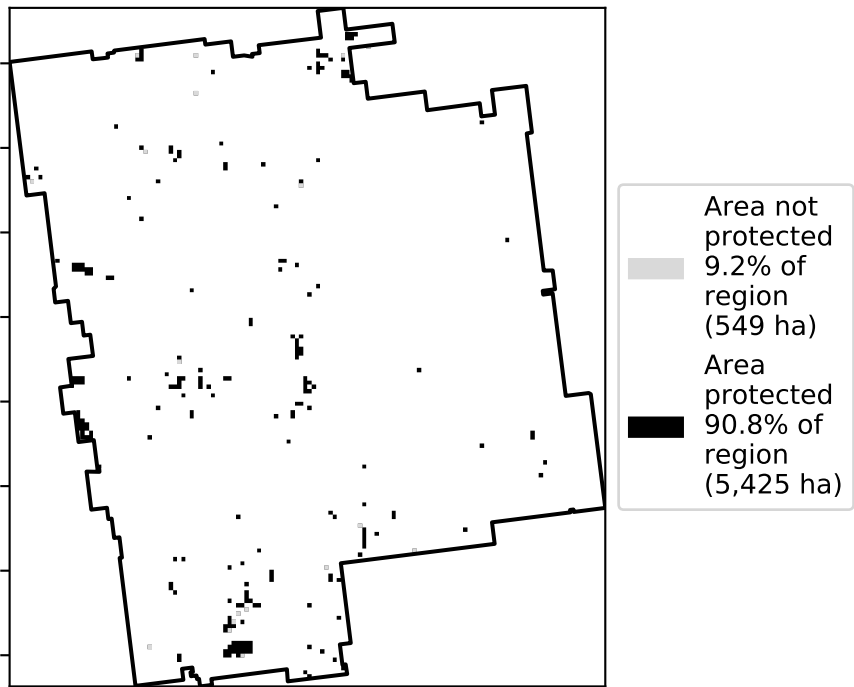 Area not
protected
9.2% of
region
(549 ha)
Area
protected
90.8% of
region
(5,425 ha)